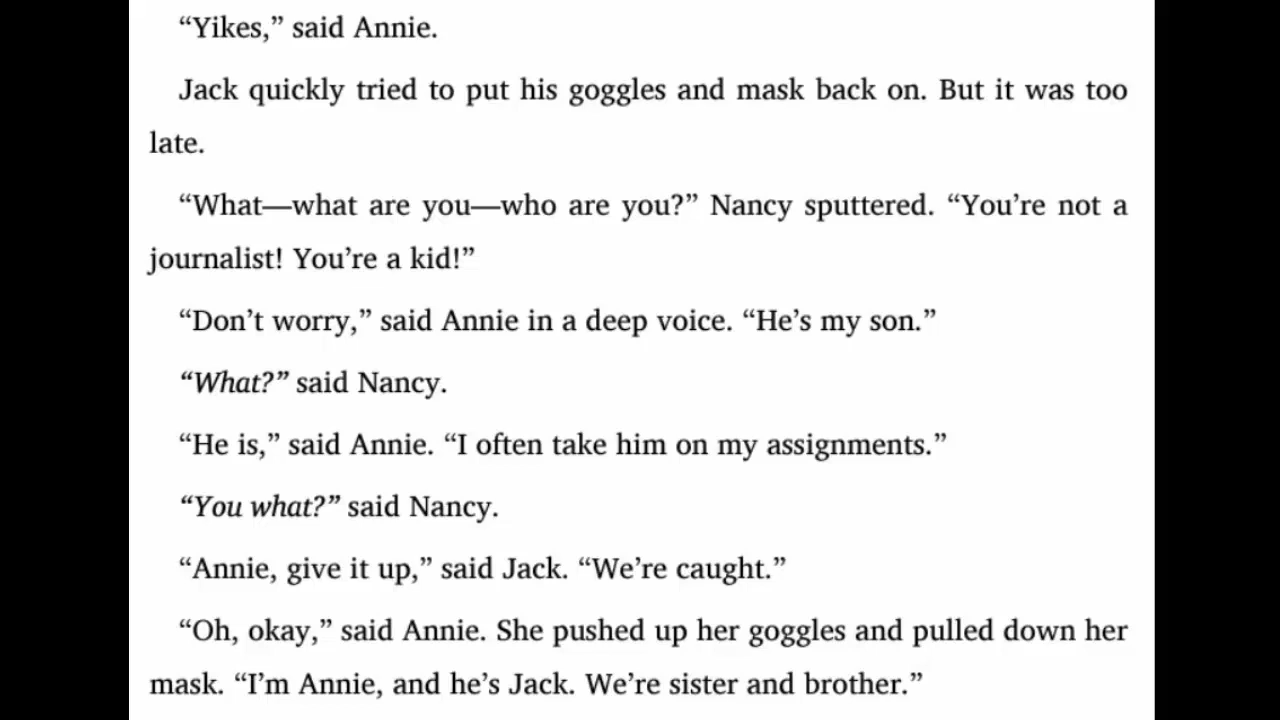 “Yikes,” said Annie.
Jack quickly tried to put his goggles and mask back on. But it was too
late.
“What—what are you—who are you?” Nancy sputtered. “You’re not a
journalist! You’re a kid!”
“Don’t worry,” said Annie in a deep voice. “He’s my son.”
“What?” said Nancy.
“He is,” said Annie. “I often take him on my assignments.”
“You what?” said Nancy.
“Annie, give it up,” said Jack. “We’re caught.”
“Oh, okay,” said Annie. She pushed up her goggles and pulled down her
mask. “I’m Annie, and he’s Jack. We’re sister and brother.”